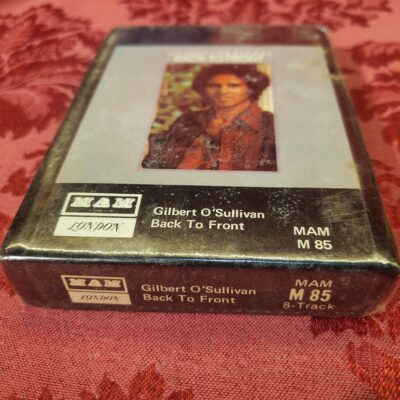 MAM
LONDON
Gilbert O'Sullivan
Back To Front
MAM
M 85
MAM
LONDON
Gilbert O'Sullivan
Back To Front
MAM
M 85
8-Track